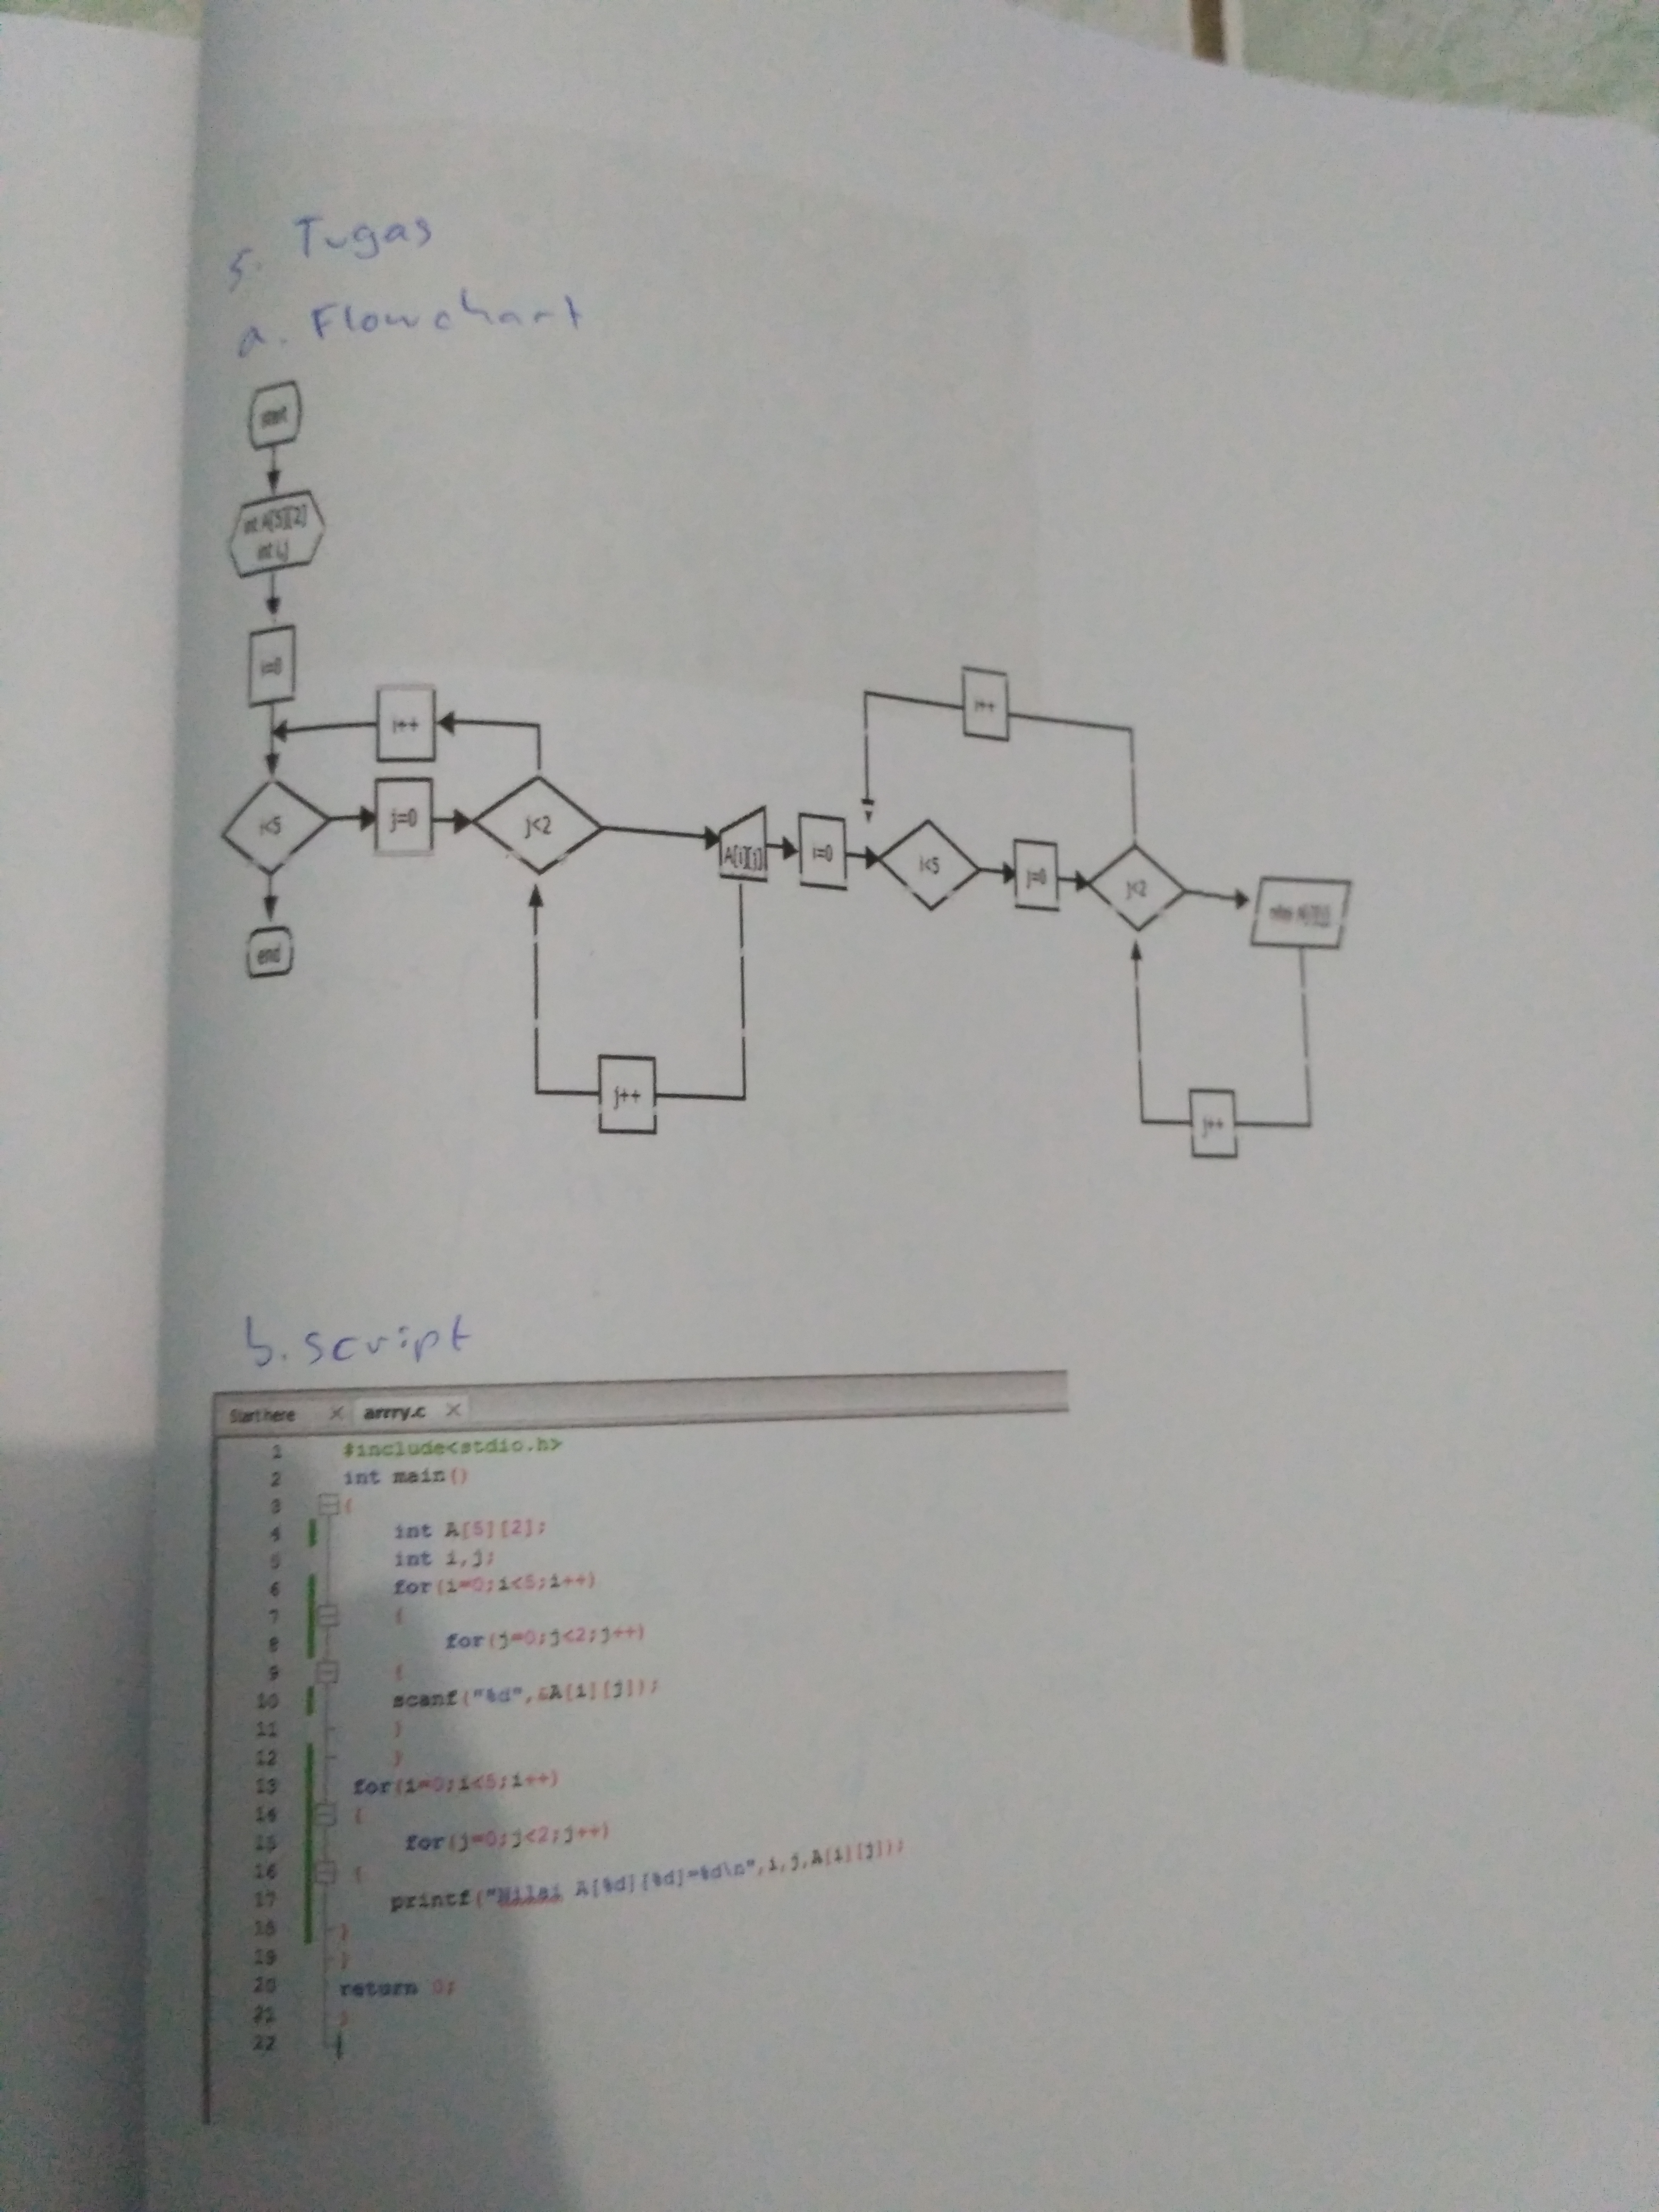 5. Tugas
a. Flowchart
start
int A[5][2]
int i,j
i=0
i++
i++
i<5
j=0
j<2
A[i][j]
i=0
i<5
j=0
j<2
end
j++
j++
b. script
Start here X arrry.c X
1 #include<stdio.h>
2 int main()
3 {
4 int A[5][2];
5 int i,j;
6 for(i=0;i<5;i++)
7 {
8 for(j=0;j<2;j++)
9 {
10 scanf("%d",&A[i][j]);
11 }
12 }
13 for(i=0;i<5;i++)
14 {
15 for(j=0;j<2;j++)
16 {
17 printf("Nilai A[%d][%d]=%d\n",i,j,A[i][j]);
18 }
19 }
20 return 0;
21 }
22